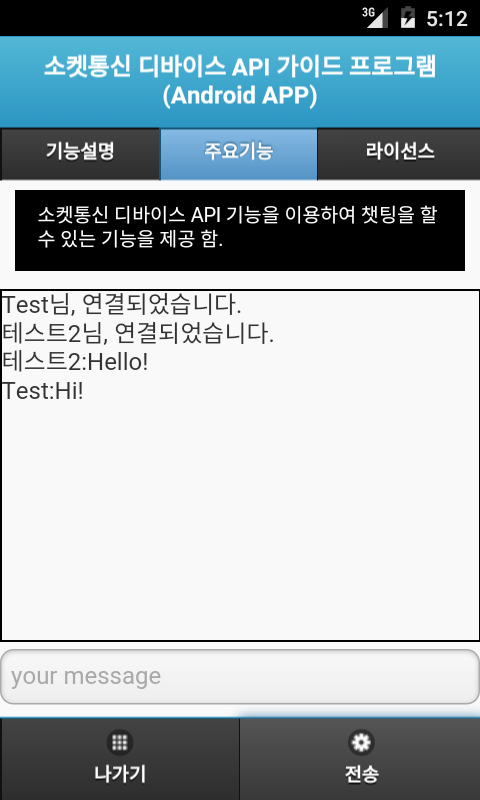 3G 5:12
소켓통신 디바이스 API 가이드 프로그램
(Android APP)
기능설명 주요기능 라이선스
소켓통신 디바이스 API 기능을 이용하여 챗팅을 할
수 있는 기능을 제공 함.
Test님, 연결되었습니다.
테스트2님, 연결되었습니다.
테스트2:Hello!
Test:Hi!
your message
나가기 전송